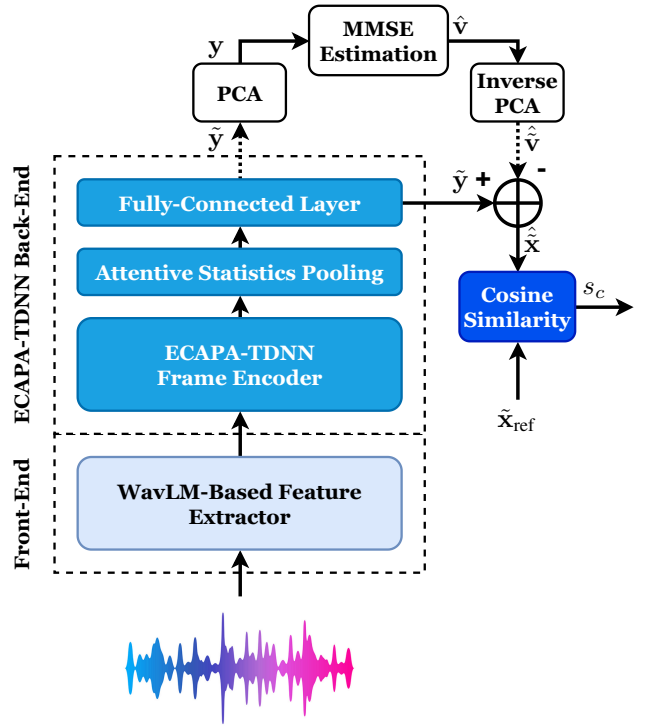 MMSE
Estimation
y
v̂
PCA
Inverse
PCA
ỹ
ṽ̂
Fully-Connected Layer
ỹ
+
-
x̃̂
Attentive Statistics Pooling
Cosine
Similarity
s_c
ECAPA-TDNN
Frame Encoder
x̃_ref
WavLM-Based Feature
Extractor
ECAPA-TDNN Back-End
Front-End